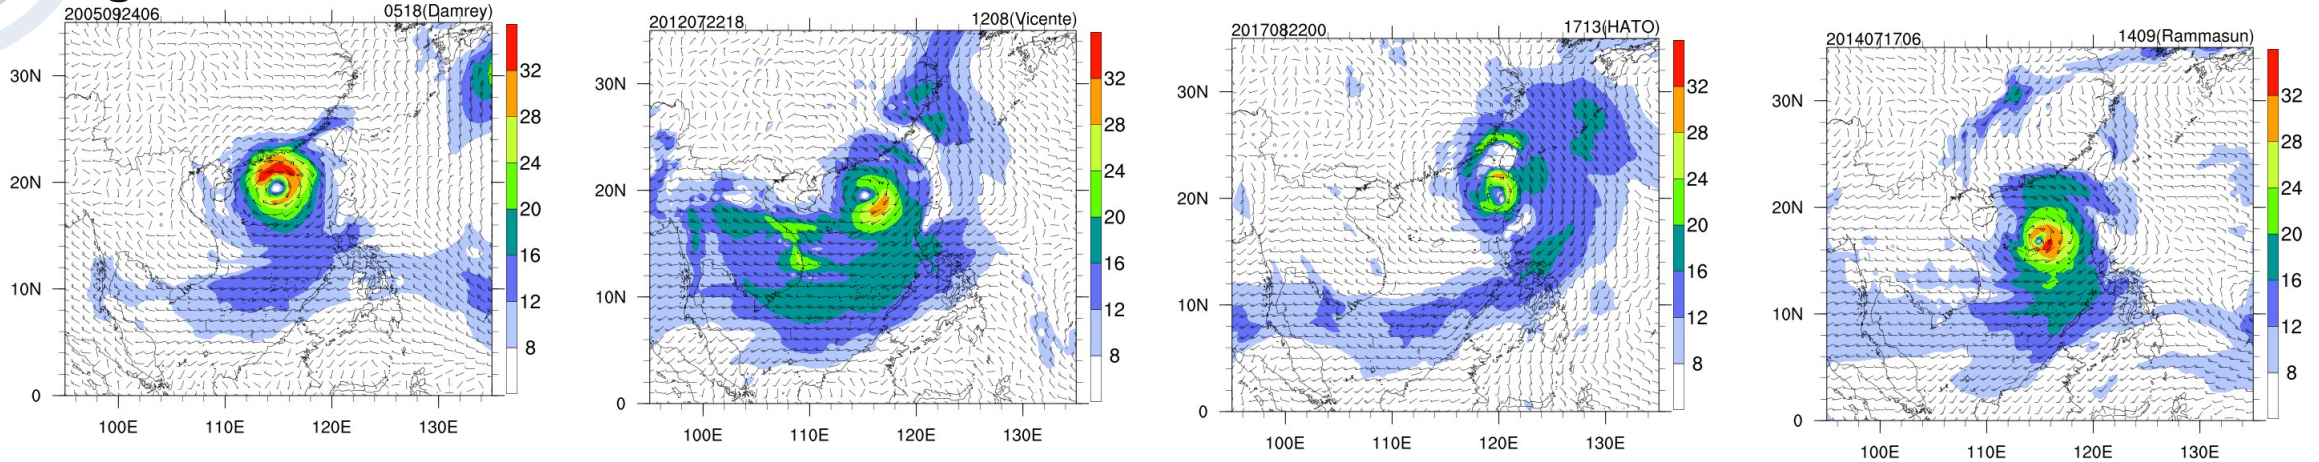 2005092406 0518(Damrey)
30N
20N
10N
0
100E 110E 120E 130E
32
28
24
20
16
12
8
2012072218 1208(Vicente)
30N
20N
10N
0
100E 110E 120E 130E
32
28
24
20
16
12
8
2017082200 1713(HATO)
30N
20N
10N
0
100E 110E 120E 130E
32
28
24
20
16
12
8
2014071706 1409(Rammasun)
30N
20N
10N
0
100E 110E 120E 130E
32
28
24
20
16
12
8